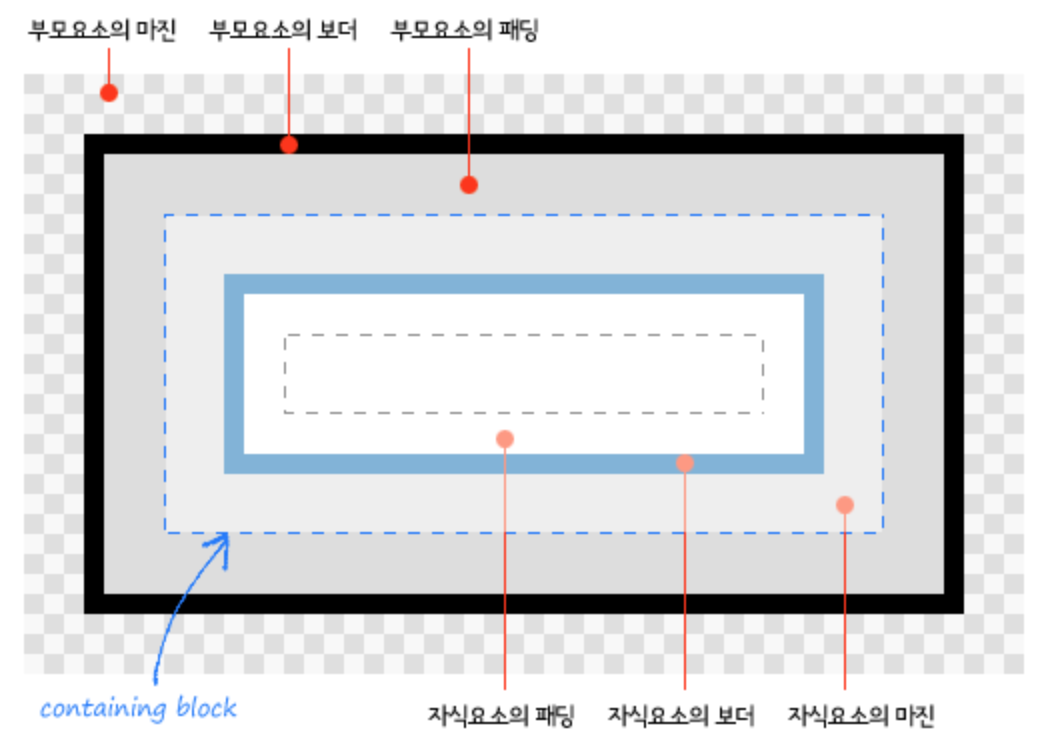 부모요소의 마진 부모요소의 보더 부모요소의 패딩
containing block
자식요소의 패딩 자식요소의 보더 자식요소의 마진